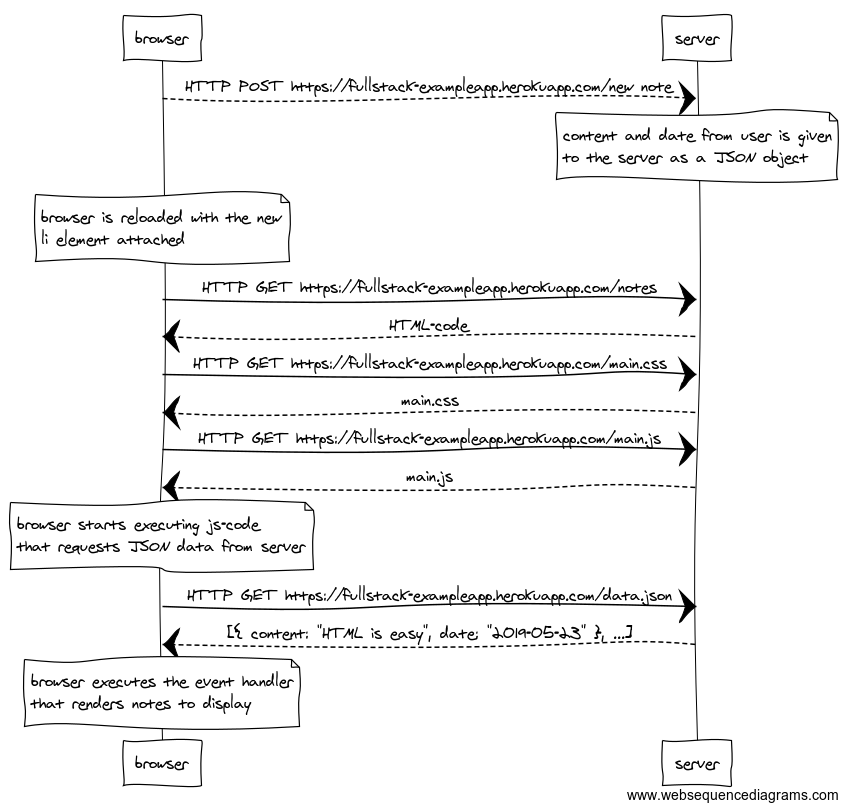 browser
server
HTTP POST https://fullstack-exampleapp.herokuapp.com/new note
content and date from user is given
to the server as a JSON object
browser is reloaded with the new
li element attached
HTTP GET https://fullstack-exampleapp.herokuapp.com/notes
HTML-code
HTTP GET https://fullstack-exampleapp.herokuapp.com/main.css
main.css
HTTP GET https://fullstack-exampleapp.herokuapp.com/main.js
main.js
browser starts executing js-code
that requests JSON data from server
HTTP GET https://fullstack-exampleapp.herokuapp.com/data.json
[{ content: "HTML is easy", date: "2019-05-23" }, ...]
browser executes the event handler
that renders notes to display
browser
server
www.websequencediagrams.com